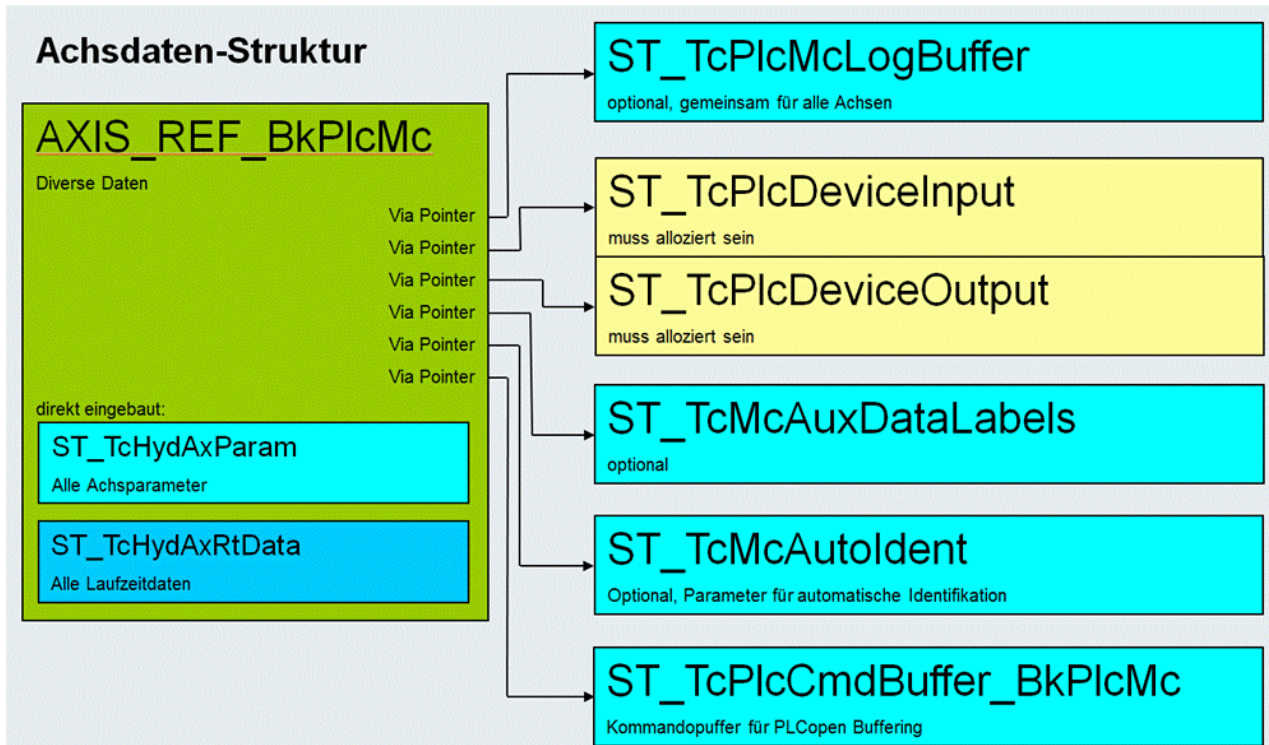 Achsdaten-Struktur
AXIS_REF_BkPlcMc
Diverse Daten
Via Pointer
Via Pointer
Via Pointer
Via Pointer
Via Pointer
Via Pointer
direkt eingebaut:
ST_TcHydAxParam
Alle Achsparameter
ST_TcHydAxRtData
Alle Laufzeitdaten
ST_TcPlcMcLogBuffer
optional, gemeinsam für alle Achsen
ST_TcPlcDeviceInput
muss alloziert sein
ST_TcPlcDeviceOutput
muss alloziert sein
ST_TcMcAuxDataLabels
optional
ST_TcMcAutoIdent
Optional, Parameter für automatische Identifikation
ST_TcPlcCmdBuffer_BkPlcMc
Kommandopuffer für PLCopen Buffering